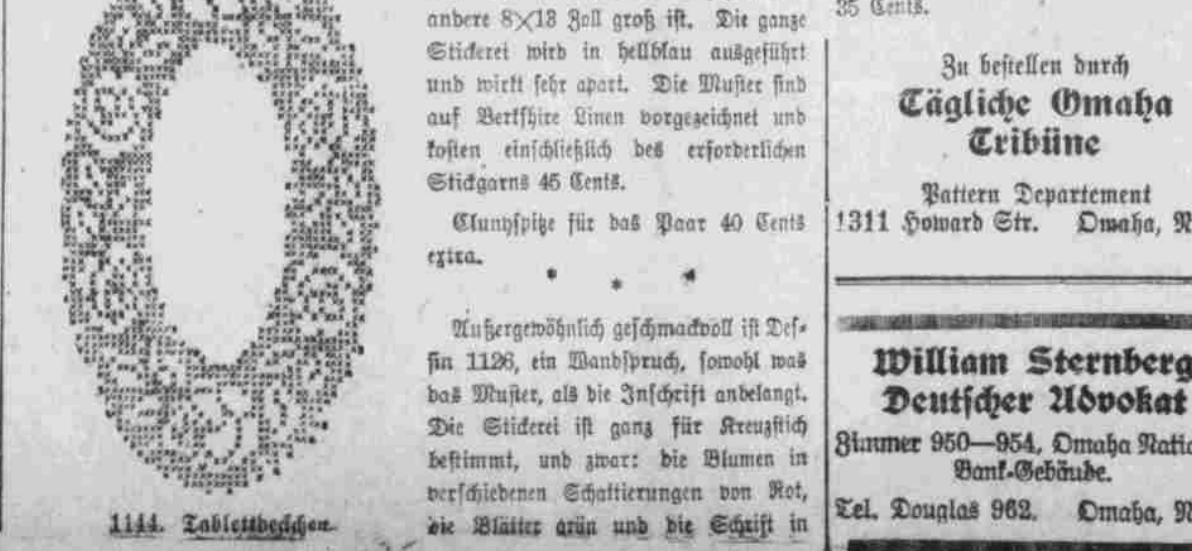 1144. Tablettdeckchen.
andere 8×13 Zoll groß ist. Die ganze
Stickerei wird in hellblau ausgeführt
und wirkt sehr apart. Die Muster sind
auf Berkshire Linen vorgezeichnet und
kosten einschließlich des erforderlichen
Stickgarns 45 Cents.
Clunyspitze für das Paar 40 Cents
extra.
* * *
Außergewöhnlich geschmackvoll ist Des-
sin 1126, ein Wandspruch, sowohl was
das Muster, als die Inschrift anbelangt.
Die Stickerei ist ganz für Kreuzstich
bestimmt, und zwar: die Blumen in
verschiedenen Schattierungen von Rot,
die Blätter grün und die Schrift in
35 Cents.
Zu bestellen durch
Tägliche Omaha
Tribüne
Pattern Departement
1311 Howard Str. Omaha, N
William Sternberg
Deutscher Advokat
Zimmer 950—954, Omaha Natio
Bank-Gebäude.
Tel. Douglas 962. Omaha, N